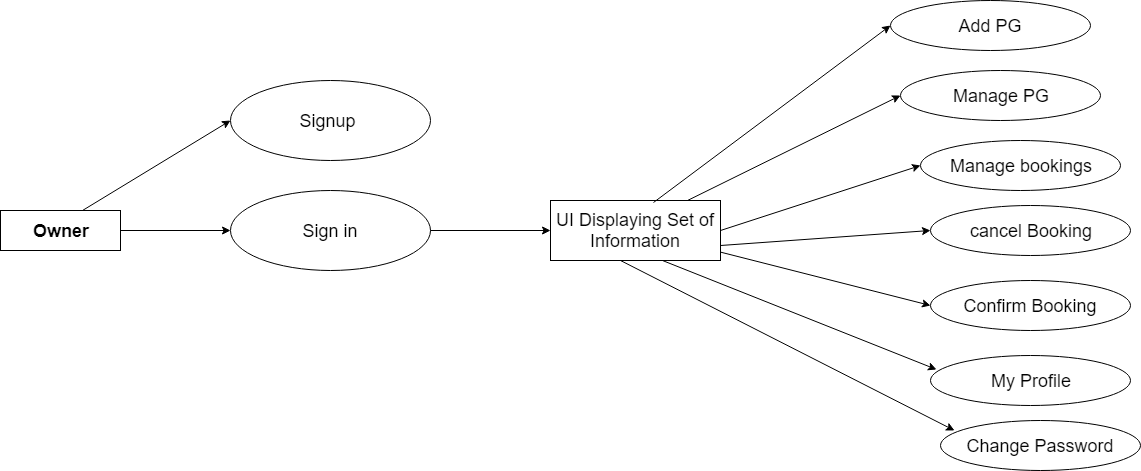 Add PG
Manage PG
Signup
Manage bookings
Owner
Sign in
UI Displaying Set of
Information
cancel Booking
Confirm Booking
My Profile
Change Password